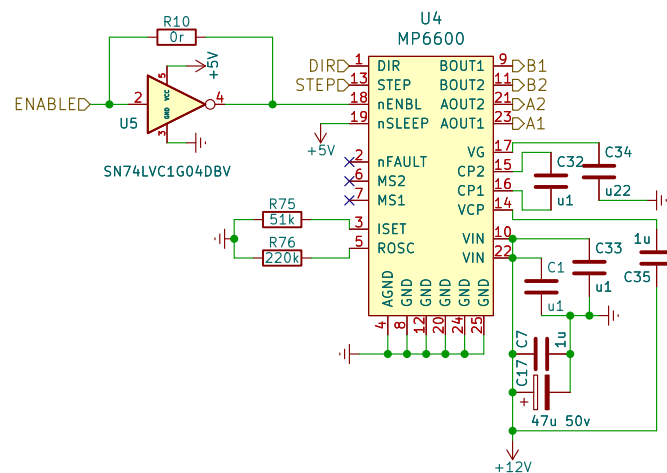 U4
MP6600
R10
0r
+5V
ENABLE
2
5
VCC
GND
3
4
U5
SN74LVC1G04DBV
DIR
1
DIR
STEP
13
STEP
18
nENBL
19
nSLEEP
+5V
2
nFAULT
6
MS2
7
MS1
R75
51k
3
ISET
R76
220k
5
ROSC
BOUT1
9
B1
BOUT2
11
B2
AOUT2
21
A2
AOUT1
23
A1
VG
17
CP2
15
CP1
16
VCP
14
VIN
10
VIN
22
AGND
GND
GND
GND
GND
GND
4
8
12
20
24
25
C32
u1
C34
u22
1u
C35
C33
u1
C1
u1
C7
1u
C17
+
47u 50v
+12V